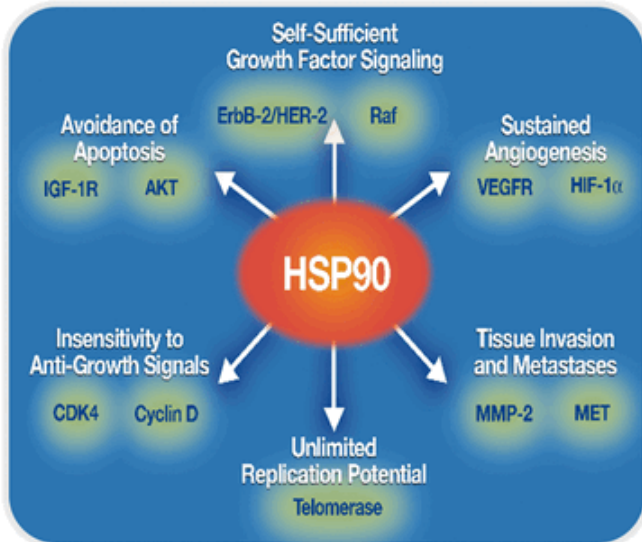 Self-Sufficient
Growth Factor Signaling
ErbB-2/HER-2 Raf
Avoidance of
Apoptosis
IGF-1R AKT
Sustained
Angiogenesis
VEGFR HIF-1α
HSP90
Insensitivity to
Anti-Growth Signals
CDK4 Cyclin D
Tissue Invasion
and Metastases
MMP-2 MET
Unlimited
Replication Potential
Telomerase